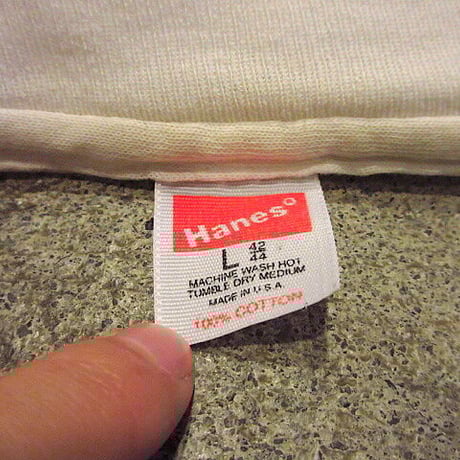 Hanes®
L 42/44
MACHINE WASH HOT
TUMBLE DRY MEDIUM
MADE IN U.S.A.
100% COTTON